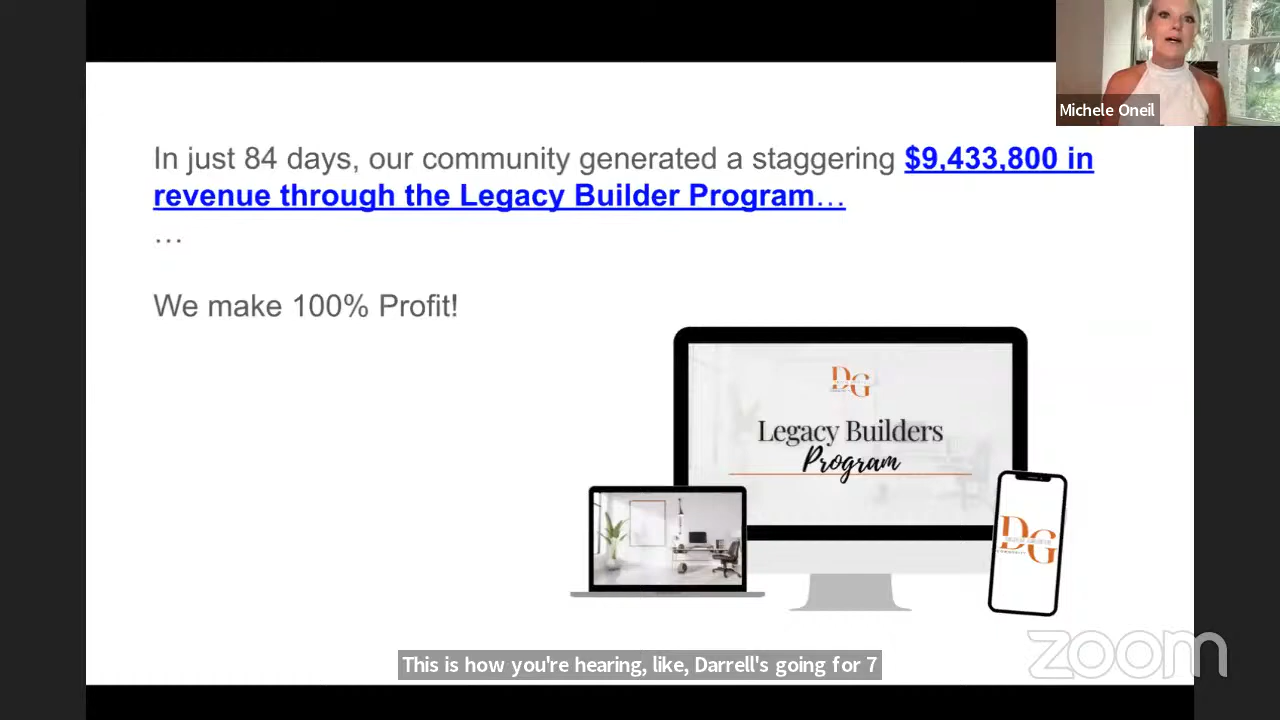 Michele Oneil
In just 84 days, our community generated a staggering $9,433,800 in
revenue through the Legacy Builder Program…
…
We make 100% Profit!
DG
Legacy Builders
Program
DG
This is how you're hearing, like, Darrell's going for 7
zoom